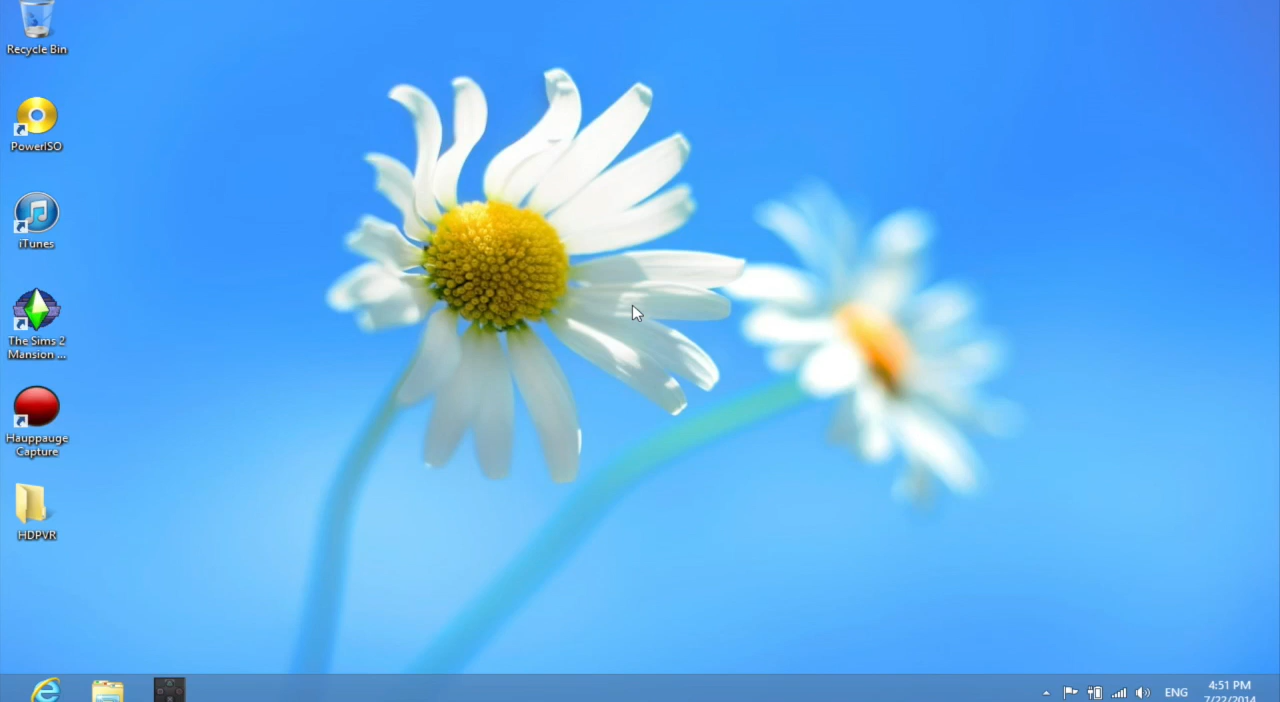 Recycle Bin
PowerISO
iTunes
The Sims 2
Mansion ...
Hauppauge
Capture
HDPVR
ENG
4:51 PM
7/22/2014